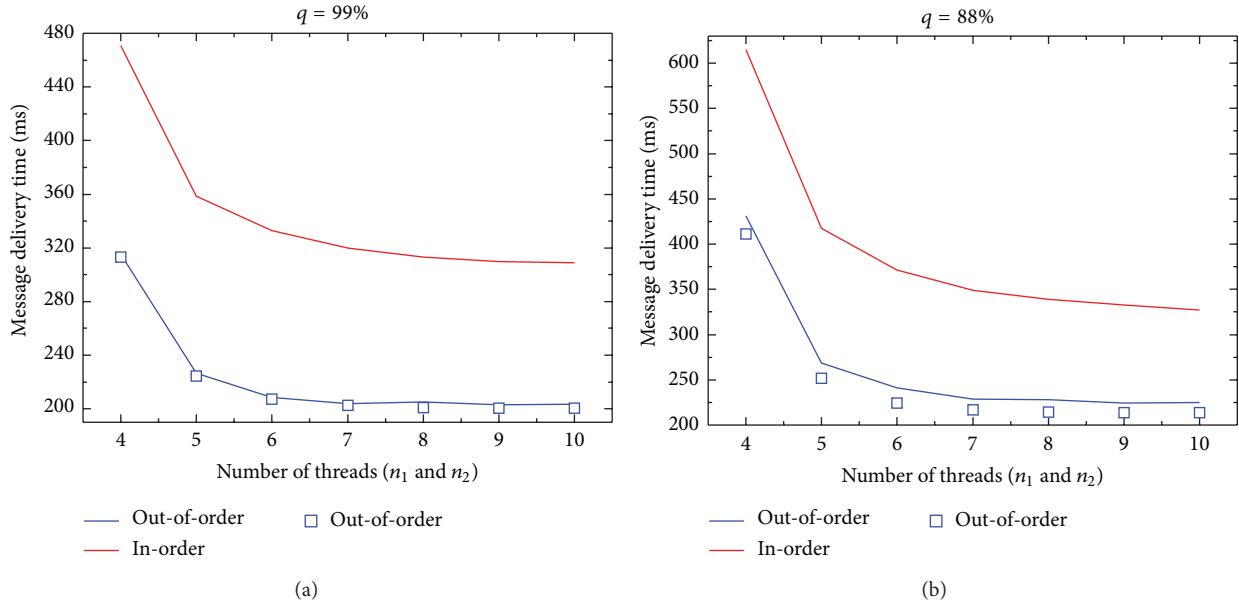 q = 99%
480
440
400
360
320
280
240
200
Message delivery time (ms)
4 5 6 7 8 9 10
Number of threads (n₁ and n₂)
Out-of-order
Out-of-order
In-order
(a)
q = 88%
600
550
500
450
400
350
300
250
200
Message delivery time (ms)
4 5 6 7 8 9 10
Number of threads (n₁ and n₂)
Out-of-order
Out-of-order
In-order
(b)